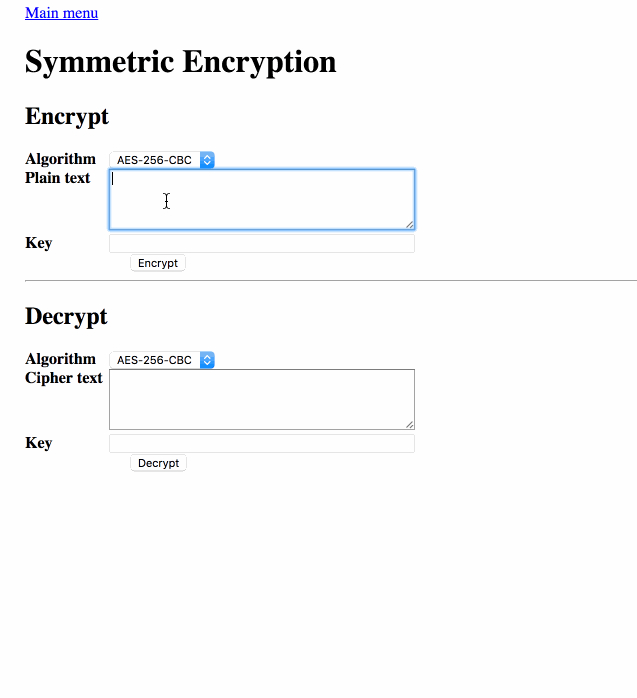 Main menu
Symmetric Encryption
Encrypt
Algorithm AES-256-CBC
Plain text
Key
Encrypt
Decrypt
Algorithm AES-256-CBC
Cipher text
Key
Decrypt